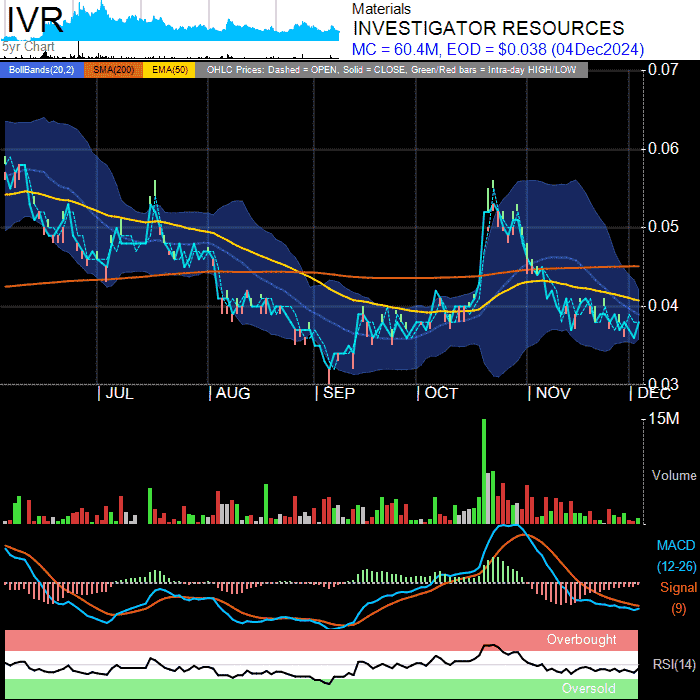 IVR
5yr Chart
Materials
INVESTIGATOR RESOURCES
MC = 60.4M, EOD = $0.038 (04Dec2024)
BollBands(20,2) SMA(200) EMA(50) OHLC Prices: Dashed = OPEN, Solid = CLOSE, Green/Red bars = Intra-day HIGH/LOW
0.07
0.06
0.05
0.04
0.03
JUL AUG SEP OCT NOV DEC
15M
Volume
MACD
(12-26)
Signal
(9)
Overbought
RSI(14)
Oversold